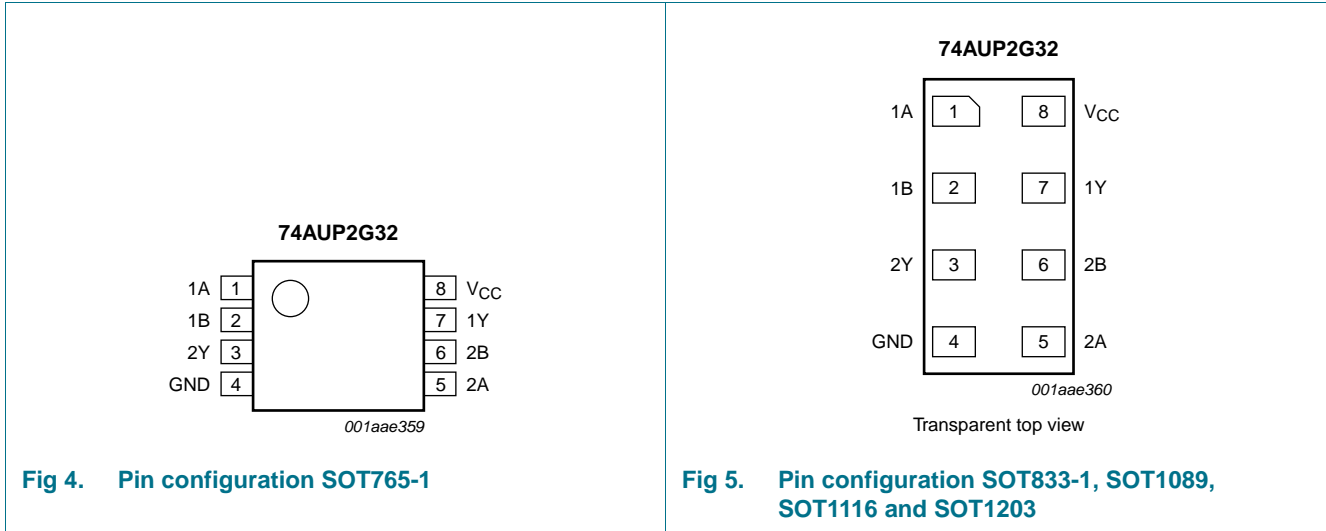 74AUP2G32
1A 1 8 VCC
1B 2 7 1Y
2Y 3 6 2B
GND 4 5 2A
001aae359
Fig 4. Pin configuration SOT765-1
74AUP2G32
1A 1 8 VCC
1B 2 7 1Y
2Y 3 6 2B
GND 4 5 2A
001aae360
Transparent top view
Fig 5. Pin configuration SOT833-1, SOT1089,
SOT1116 and SOT1203